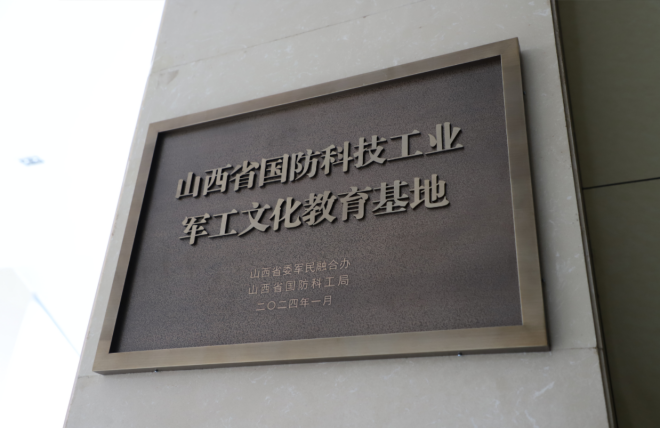 山西省国防科技工业
军工文化教育基地
山西省委军民融合办
山西省国防科工局
二〇二四年一月